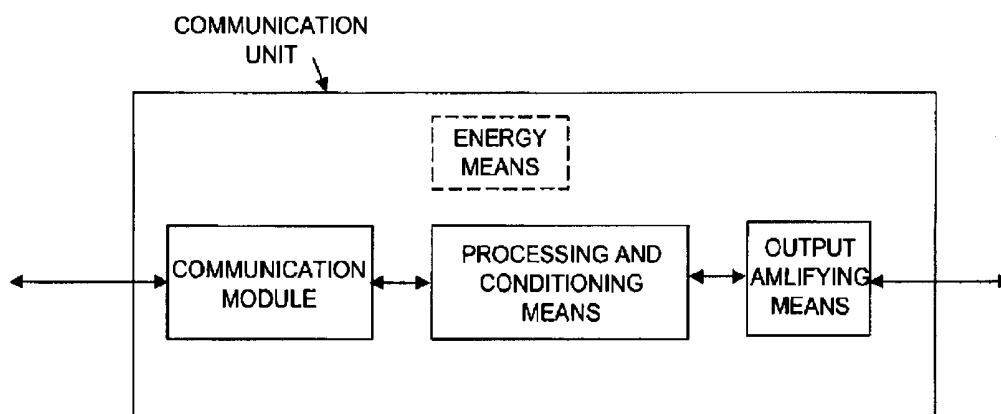 COMMUNICATION
UNIT
ENERGY
MEANS
COMMUNICATION
MODULE
PROCESSING AND
CONDITIONING
MEANS
OUTPUT
AMLIFYING
MEANS